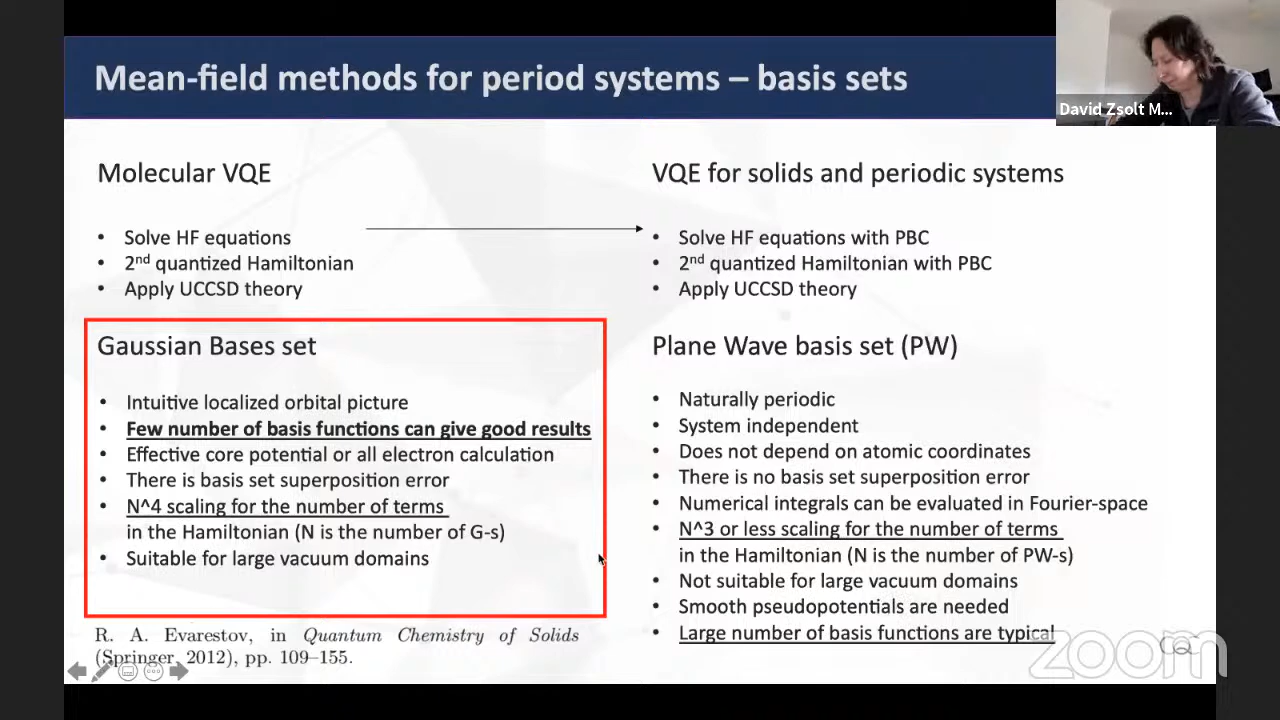 Mean-field methods for period systems – basis sets
David Zsolt M...
Molecular VQE
• Solve HF equations
• 2nd quantized Hamiltonian
• Apply UCCSD theory
VQE for solids and periodic systems
• Solve HF equations with PBC
• 2nd quantized Hamiltonian with PBC
• Apply UCCSD theory
Gaussian Bases set
• Intuitive localized orbital picture
• Few number of basis functions can give good results
• Effective core potential or all electron calculation
• There is basis set superposition error
• N^4 scaling for the number of terms
in the Hamiltonian (N is the number of G-s)
• Suitable for large vacuum domains
Plane Wave basis set (PW)
• Naturally periodic
• System independent
• Does not depend on atomic coordinates
• There is no basis set superposition error
• Numerical integrals can be evaluated in Fourier-space
• N^3 or less scaling for the number of terms
in the Hamiltonian (N is the number of PW-s)
• Not suitable for large vacuum domains
• Smooth pseudopotentials are needed
• Large number of basis functions are typical
R. A. Evarestov, in Quantum Chemistry of Solids
(Springer, 2012), pp. 109–155.
zoom